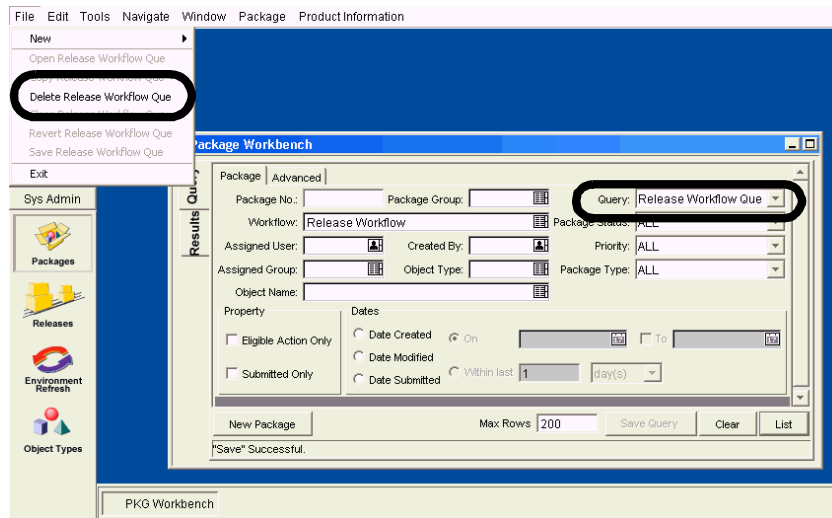 File Edit Tools Navigate Window Package Product Information
New
Open Release Workflow Que
Delete Release Workflow Que
Revert Release Workflow Que
Save Release Workflow Que
Exit
Package Workbench
Query
Results
Package Advanced
Package No.: Package Group: Query: Release Workflow Que
Workflow: Release Workflow Package Status: ALL
Assigned User: Created By: Priority: ALL
Assigned Group: Object Type: Package Type: ALL
Object Name:
Property Dates
Eligible Action Only Date Created On To
Date Modified
Submitted Only Date Submitted Within last 1 day(s)
New Package Max Rows 200 Save Query Clear List
"Save" Successful.
Sys Admin
Packages
Releases
Environment
Refresh
Object Types
PKG Workbench